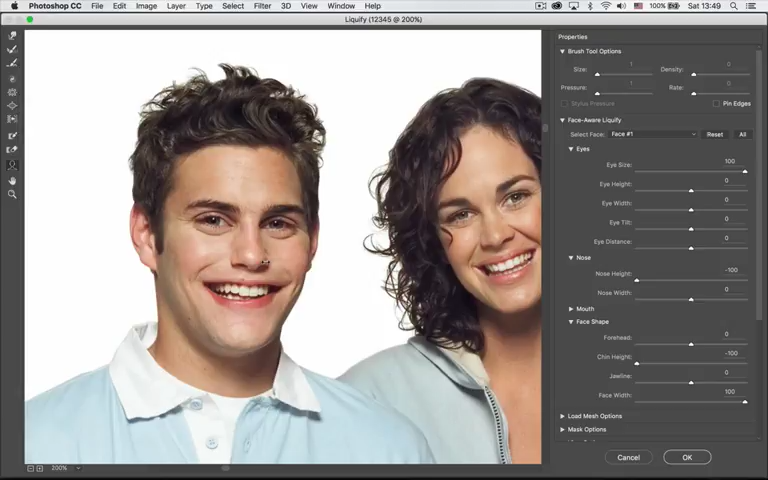 Photoshop CC File Edit Image Layer Type Select Filter 3D View Window Help 100% Sat 13:49
Liquify (12345 @ 200%)
Properties
Brush Tool Options
Size: 1 Density: 0
Pressure: 1 Rate: 0
Stylus Pressure Pin Edges
Face-Aware Liquify
Select Face: Face #1 Reset All
Eyes
Eye Size: 100
Eye Height: 0
Eye Width: 0
Eye Tilt: 0
Eye Distance: 0
Nose
Nose Height: -100
Nose Width: 0
Mouth
Face Shape
Forehead: 0
Chin Height: -100
Jawline: 0
Face Width: 100
Load Mesh Options
Mask Options
Cancel OK
200%